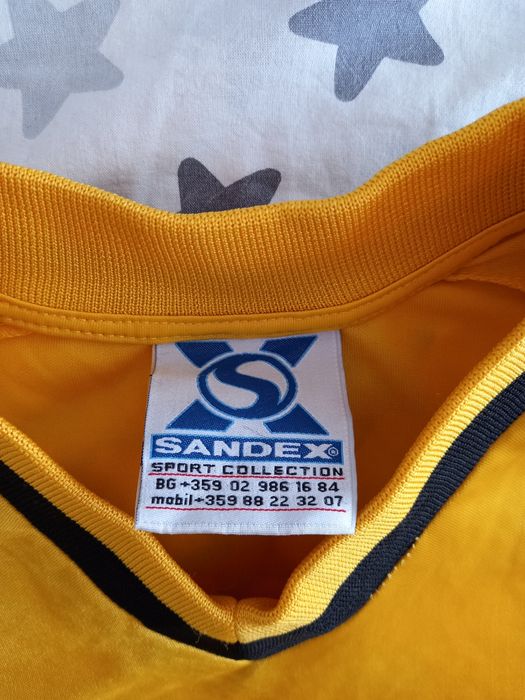 SANDEX®
SPORT COLLECTION
BG+359 02 986 16 84
mobil+359 88 22 32 07